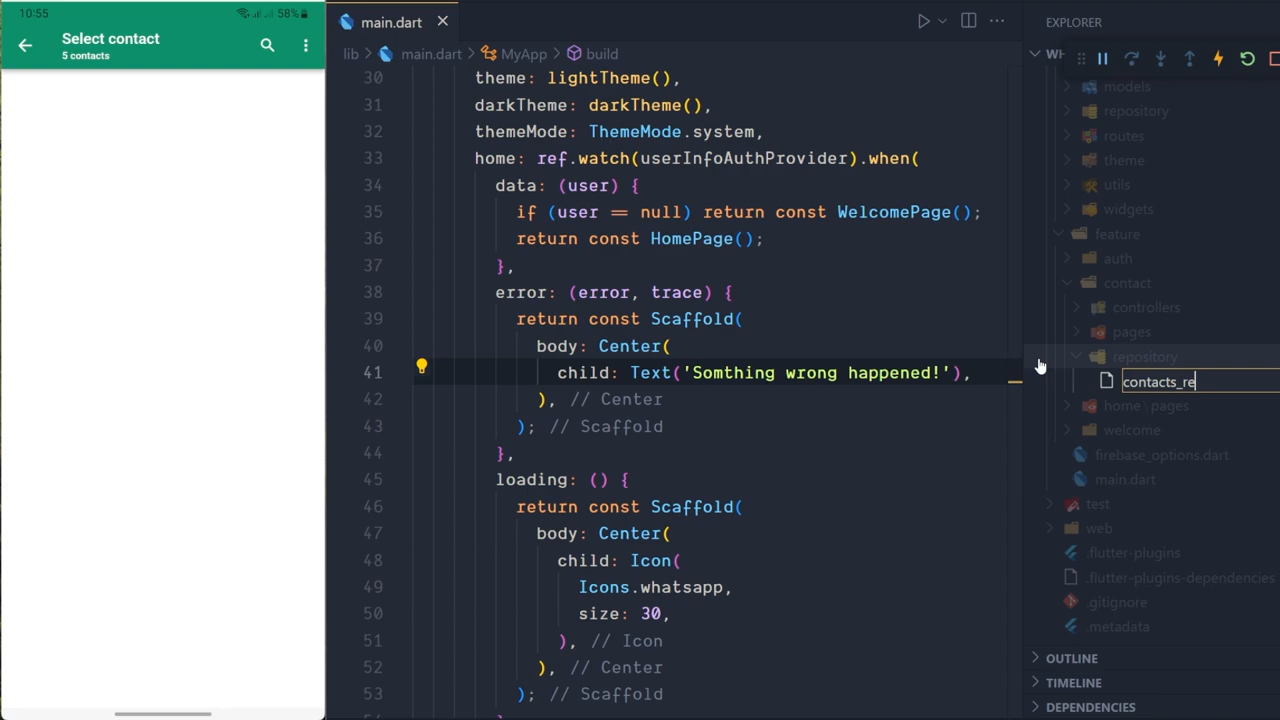 10:55
58%
Select contact
5 contacts
main.dart
lib > main.dart > MyApp > build
30 theme: lightTheme(),
31 darkTheme: darkTheme(),
32 themeMode: ThemeMode.system,
33 home: ref.watch(userInfoAuthProvider).when(
34 data: (user) {
35 if (user == null) return const WelcomePage();
36 return const HomePage();
37 },
38 error: (error, trace) {
39 return const Scaffold(
40 body: Center(
41 child: Text('Somthing wrong happened!'),
42 ), // Center
43 ); // Scaffold
44 },
45 loading: () {
46 return const Scaffold(
47 body: Center(
48 child: Icon(
49 Icons.whatsapp,
50 size: 30,
51 ), // Icon
52 ), // Center
53 ); // Scaffold
EXPLORER
models
repository
routes
theme
utils
widgets
feature
auth
contact
controllers
pages
repository
contacts_re
home \ pages
welcome
firebase_options.dart
main.dart
test
web
.flutter-plugins
.flutter-plugins-dependencies
.gitignore
.metadata
OUTLINE
TIMELINE
DEPENDENCIES